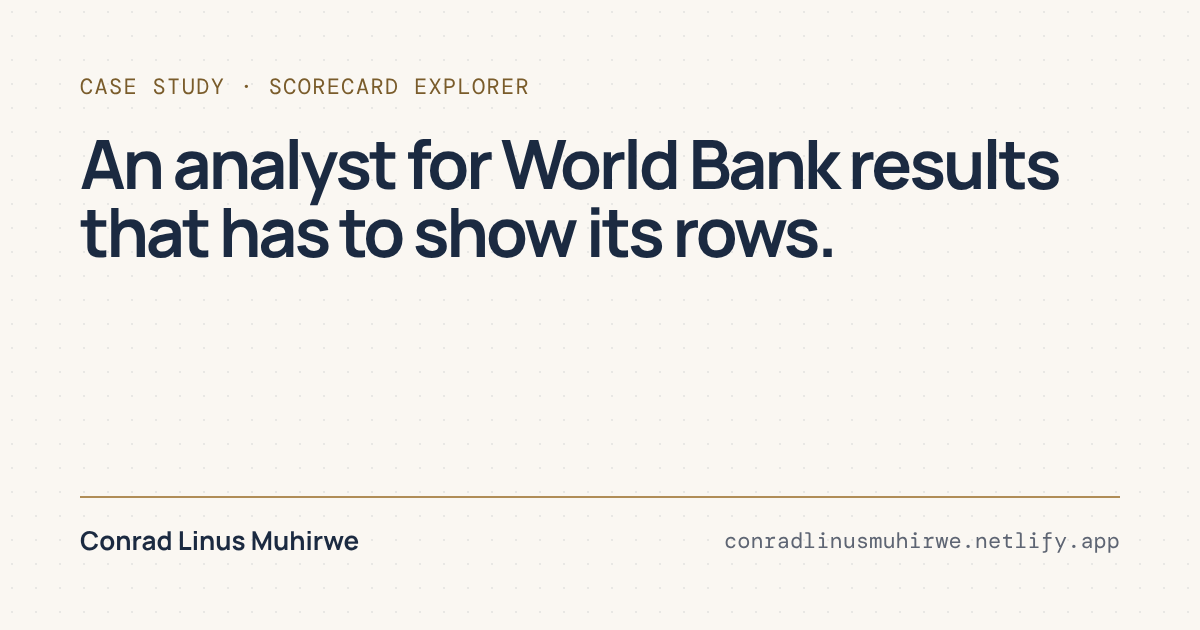 CASE STUDY · SCORECARD EXPLORER
An analyst for World Bank results
that has to show its rows.
Conrad Linus Muhirwe
conradlinusmuhirwe.netlify.app